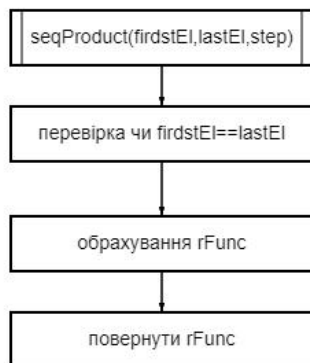 seqProduct(firdstEl,lastEl,step)
перевірка чи firdstEl==lastEl
обрахування rFunc
повернути rFunc